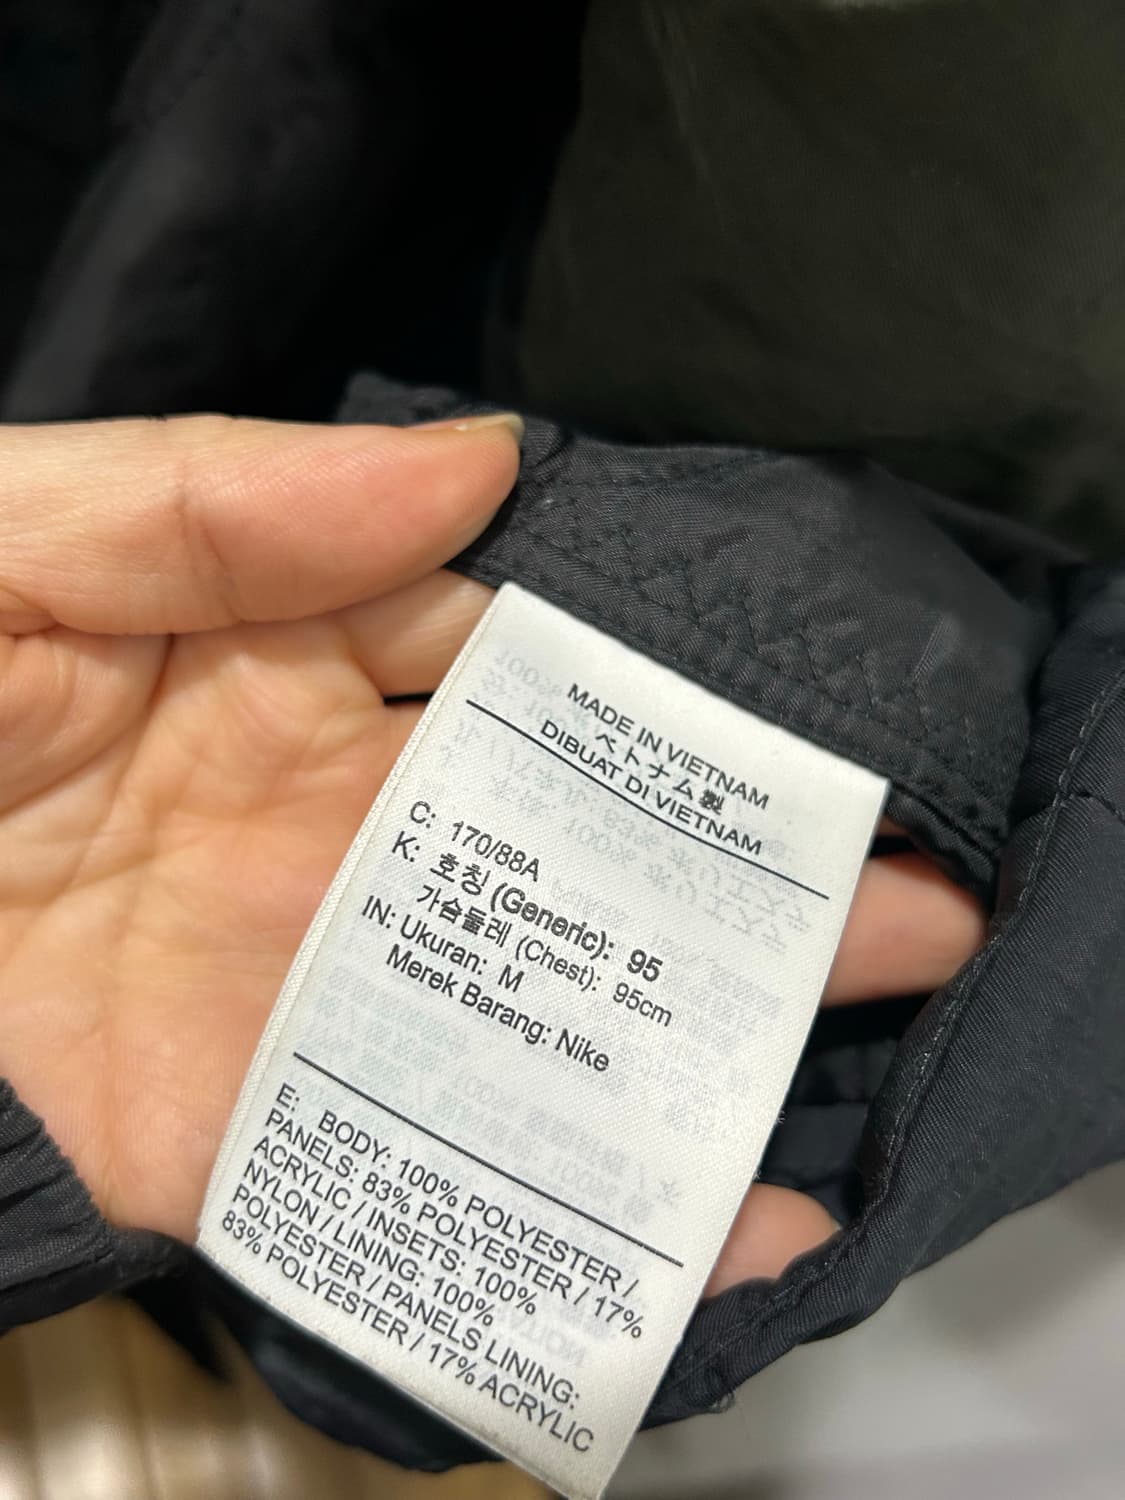 MADE IN VIETNAM
ベトナム製
DIBUAT DI VIETNAM
C: 170/88A
K: 호칭 (Generic): 95
가슴둘레 (Chest): 95cm
IN: Ukuran: M
Merek Barang: Nike
E: BODY: 100% POLYESTER /
PANELS: 83% POLYESTER / 17%
ACRYLIC / INSETS: 100%
NYLON / LINING: 100%
POLYESTER / PANELS LINING:
83% POLYESTER / 17% ACRYLIC